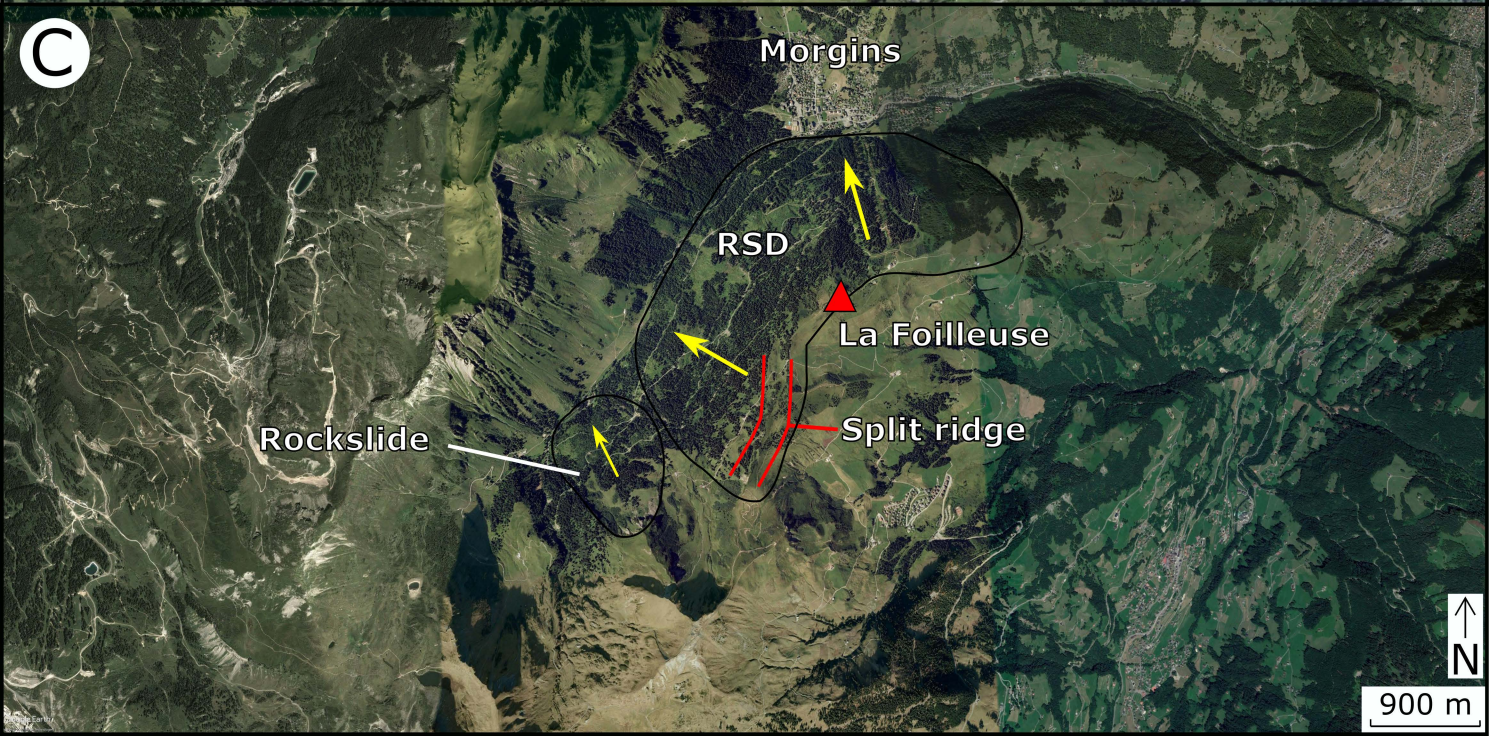 C
Morgins
RSD
La Foilleuse
Rockslide
Split ridge
N
900 m